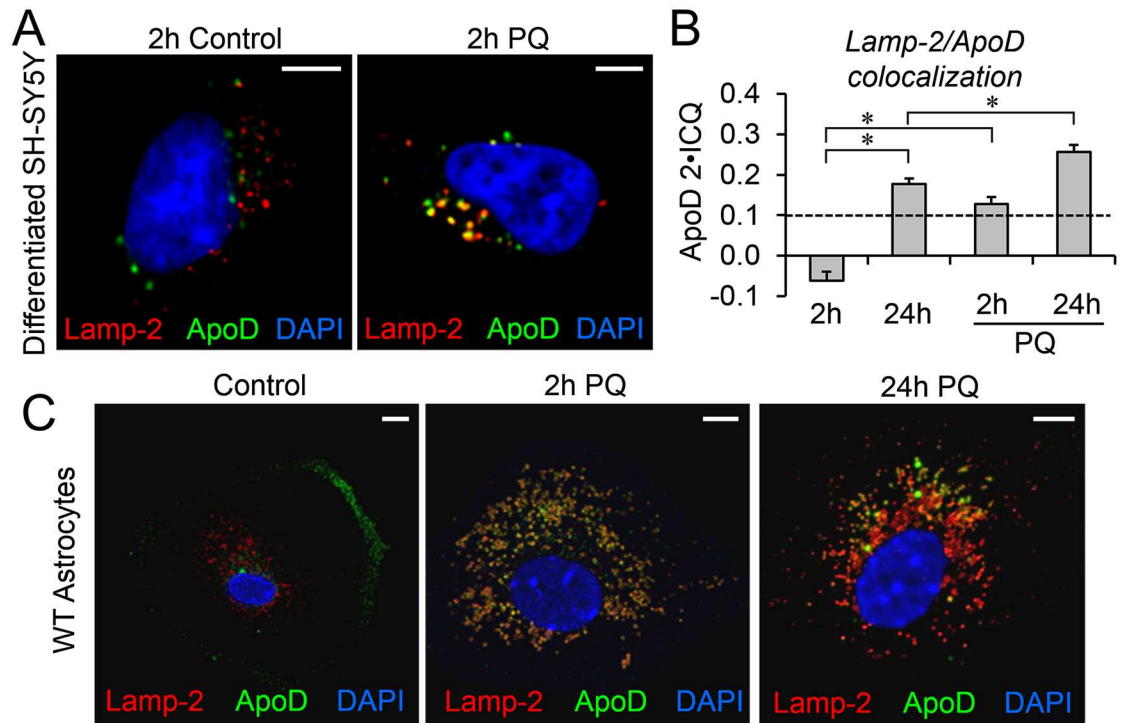 A
2h Control
2h PQ
Differentiated SH-SY5Y
Lamp-2 ApoD DAPI
Lamp-2 ApoD DAPI
B
Lamp-2/ApoD
colocalization
ApoD 2•ICQ
0.4
0.3
0.2
0.1
0.0
-0.1
*
*
*
2h 24h 2h 24h
PQ
C
Control
2h PQ
24h PQ
WT Astrocytes
Lamp-2 ApoD DAPI
Lamp-2 ApoD DAPI
Lamp-2 ApoD DAPI